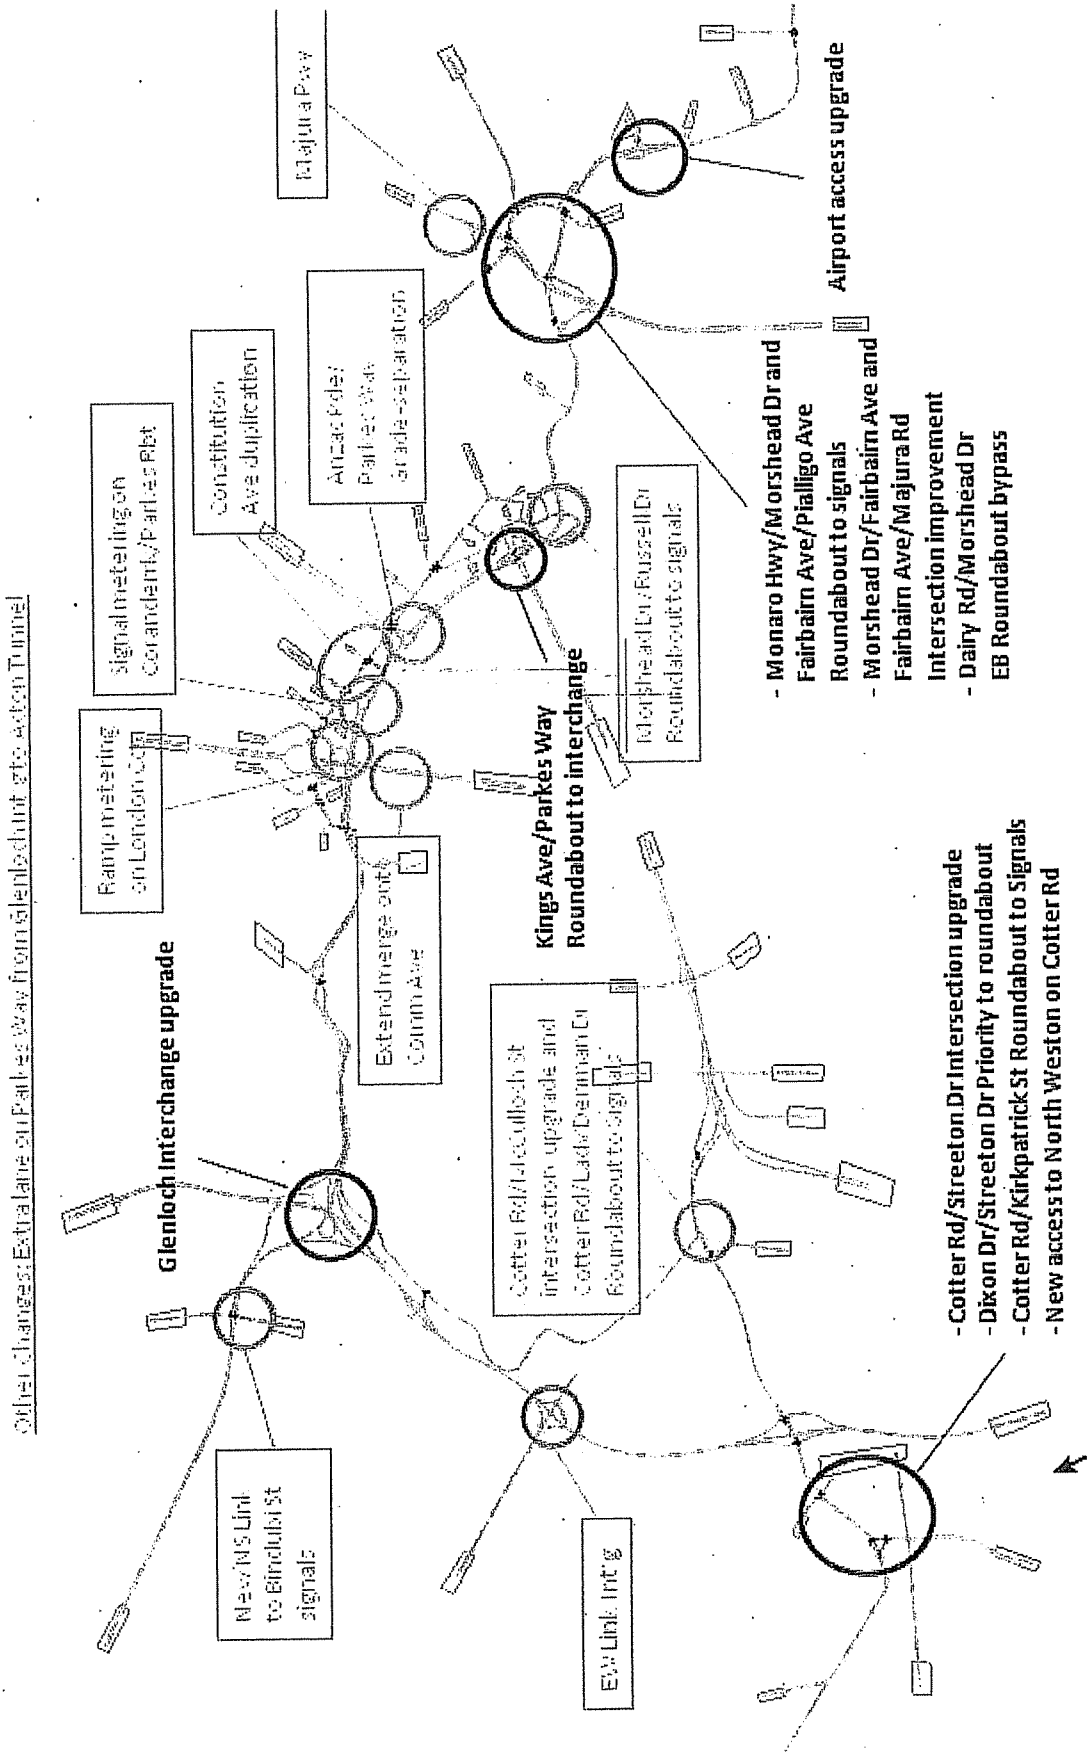 Other changes: Extra lane on Parkes Way from Glenloch Int'g to Acton Tunnel
Ramp metering
on London
Signal metering on
Coranderrk/Parkes Rbt
Constitution
Ave duplication
Anzac Pde/
Parkes Way
grade-separation
Majura Pwy
Glenloch Interchange upgrade
New NS Link
to Bindubi St
signals
Extend merge onto
Comm Ave
Kings Ave/Parkes Way
Roundabout to interchange
Morshead Dr/Russell Dr
Roundabout to signals
Airport access upgrade
- Monaro Hwy/Morshead Dr and
Fairbairn Ave/Pialligo Ave
Roundabout to signals
- Morshead Dr/Fairbairn Ave and
Fairbairn Ave/Majura Rd
Intersection improvement
- Dairy Rd/Morshead Dr
EB Roundabout bypass
Cotter Rd/McCulloch St
Intersection upgrade and
Cotter Rd/Lady Denman Dr
Roundabout to Signals
EW Link Int'g
- Cotter Rd/Streeton Dr Intersection upgrade
- Dixon Dr/Streeton Dr Priority to roundabout
- Cotter Rd/Kirkpatrick St Roundabout to Signals
- New access to North Weston on Cotter Rd